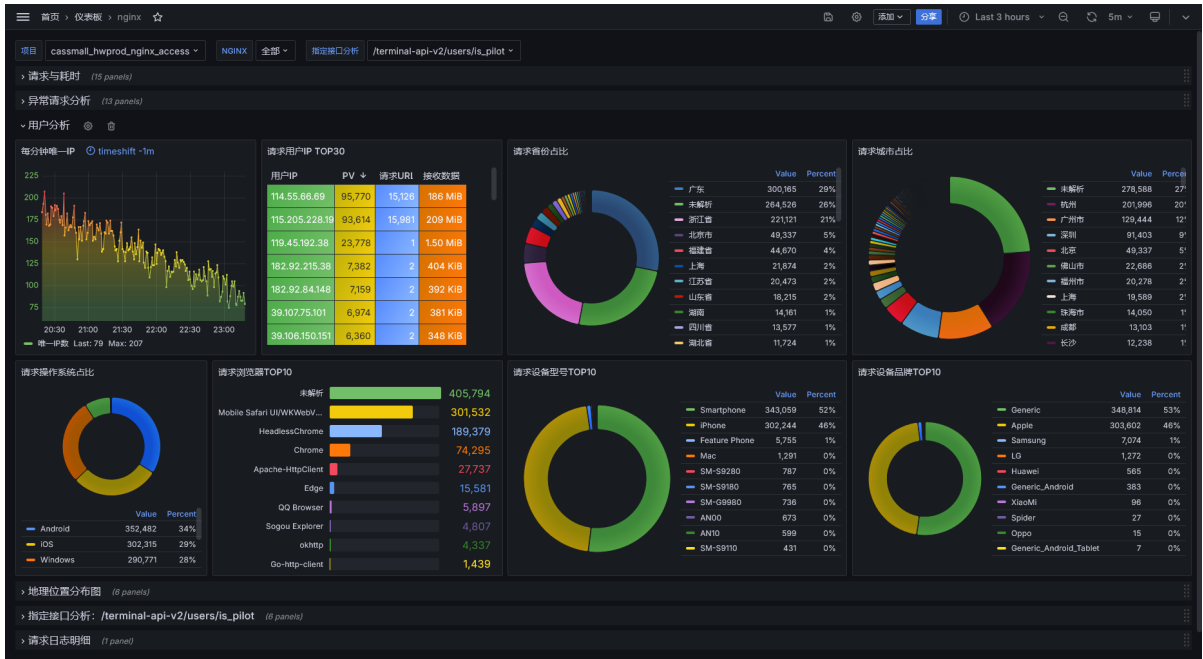 首页 › 仪表板 › nginx 添加 分享 Last 3 hours 5m
项目 cassmall_hwprod_nginx_access NGINX 全部 指定接口分析 /terminal-api-v2/users/is_pilot
请求与耗时 (15 panels)
异常请求分析 (13 panels)
用户分析
每分钟唯一IP timeshift -1m
225
200
175
150
125
100
75
20:30 21:00 21:30 22:00 22:30 23:00
唯一IP数 Last: 79 Max: 207
请求用户IP TOP30
用户IP PV 请求URL 接收数据
114.55.66.69 95,770 15,126 186 MiB
115.205.228.19 93,614 15,981 209 MiB
119.45.192.38 23,778 1 1.50 MiB
182.92.215.38 7,382 2 404 KiB
182.92.84.148 7,159 2 392 KiB
39.107.75.101 6,974 2 381 KiB
39.106.150.151 6,360 2 348 KiB
请求省份占比
Value Percent
广东 300,165 29%
未解析 264,526 26%
浙江省 221,121 21%
北京市 49,337 5%
福建省 44,670 4%
上海 21,874 2%
江苏省 20,473 2%
山东省 18,215 2%
湖南 14,161 1%
四川省 13,577 1%
湖北省 11,724 1%
请求城市占比
Value Perce
未解析 278,588 27
杭州 201,996 20
广州市 129,444 12
深圳 91,403 9
北京 49,337 5
佛山市 22,686 2
福州市 20,278 2
上海 19,589 2
珠海市 14,050 1
成都 13,103 1
长沙 12,238 1
请求操作系统占比
Value Percent
Android 352,482 34%
iOS 302,315 29%
Windows 290,771 28%
请求浏览器TOP10
未解析 405,794
Mobile Safari UI/WKWebV... 301,532
HeadlessChrome 189,379
Chrome 74,295
Apache-HttpClient 27,737
Edge 15,581
QQ Browser 5,897
Sogou Explorer 4,807
okhttp 4,337
Go-http-client 1,439
请求设备型号TOP10
Value Percent
Smartphone 343,059 52%
iPhone 302,244 46%
Feature Phone 5,755 1%
Mac 1,291 0%
SM-S9280 787 0%
SM-S9180 765 0%
SM-G9980 736 0%
AN00 673 0%
AN10 599 0%
SM-S9110 431 0%
请求设备品牌TOP10
Value Percent
Generic 348,814 53%
Apple 303,602 46%
Samsung 7,074 1%
LG 1,272 0%
Huawei 565 0%
Generic_Android 383 0%
XiaoMi 96 0%
Spider 27 0%
Oppo 15 0%
Generic_Android_Tablet 7 0%
地理位置分布图 (6 panels)
指定接口分析：/terminal-api-v2/users/is_pilot (6 panels)
请求日志明细 (1 panel)